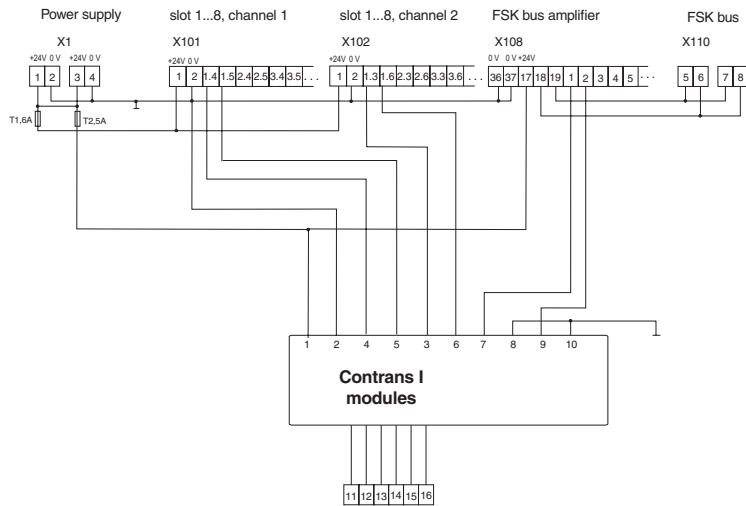 Power supply slot 1...8, channel 1 slot 1...8, channel 2 FSK bus amplifier FSK bus
X1 X101 X102 X108 X110
+24V 0 V +24V 0 V +24V 0 V +24V 0 V 0 V 0 V +24V
1 2 3 4 1 2 1.4 1.5 2.4 2.5 3.4 3.5 ... 1 2 1.3 1.6 2.3 2.6 3.3 3.6 ... 36 37 17 18 19 1 2 3 4 5 ... 5 6 7 8
T1,6A T2,5A
1 2 4 5 3 6 7 8 9 10
Contrans I
modules
11 12 13 14 15 16